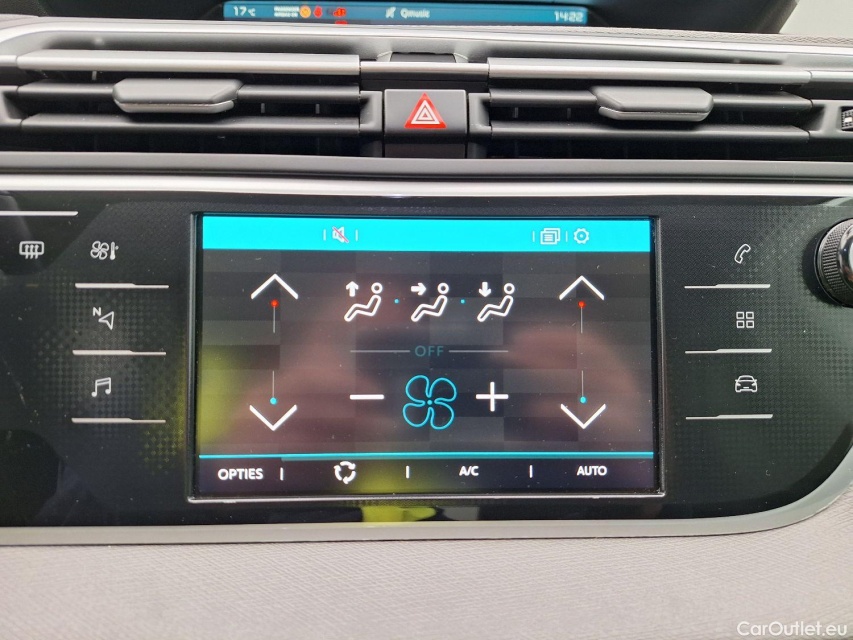 17°C Qmusic 14:22
N
OFF
OPTIES A/C AUTO
CarOutlet.eu